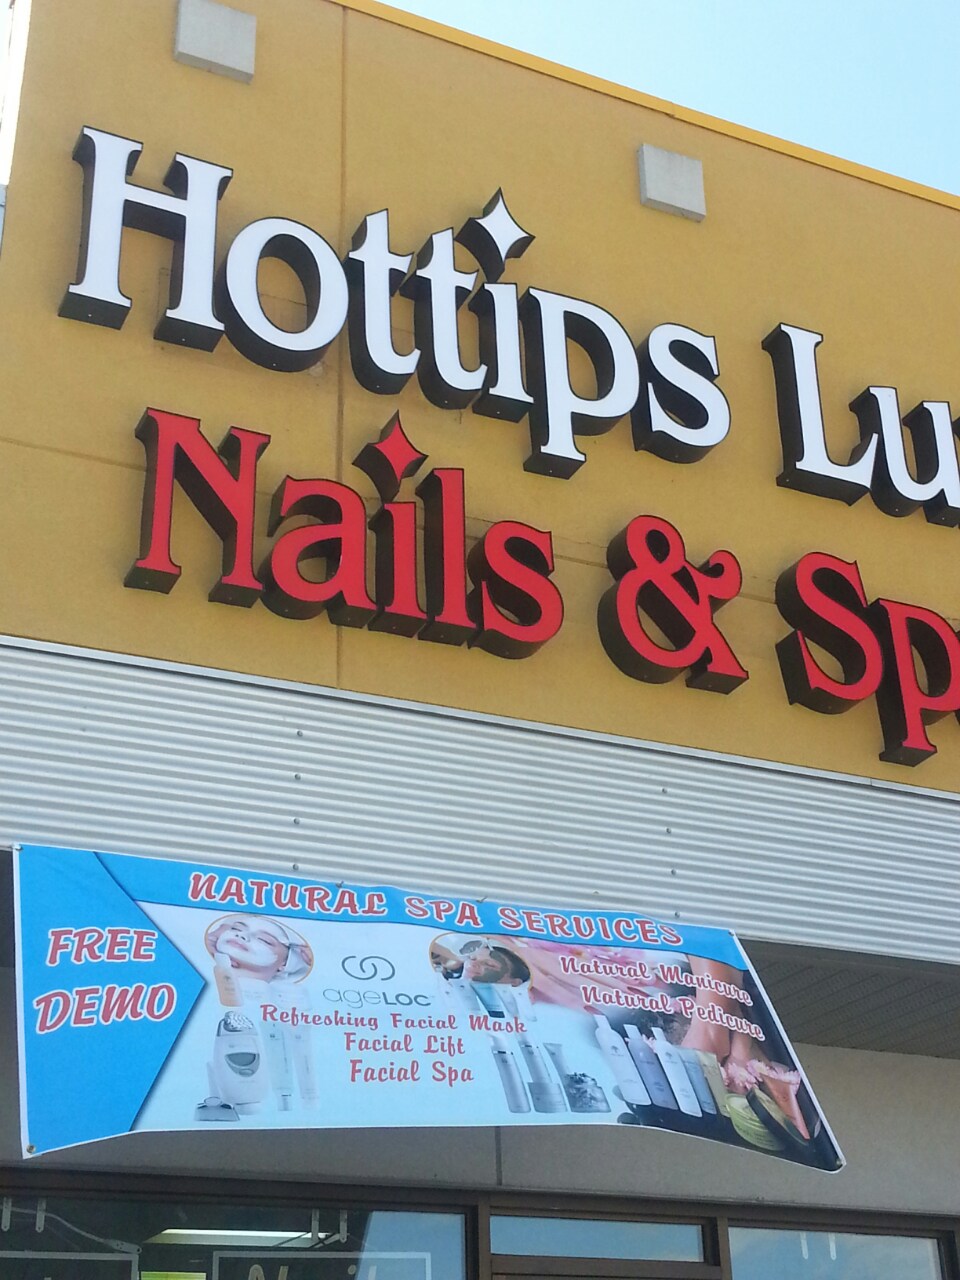 Hottips Lu
Nails & Sp
NATURAL SPA SERVICES
FREE
DEMO
ageLOC
Refreshing Facial Mask
Facial Lift
Facial Spa
Natural Manicure
Natural Pedicure